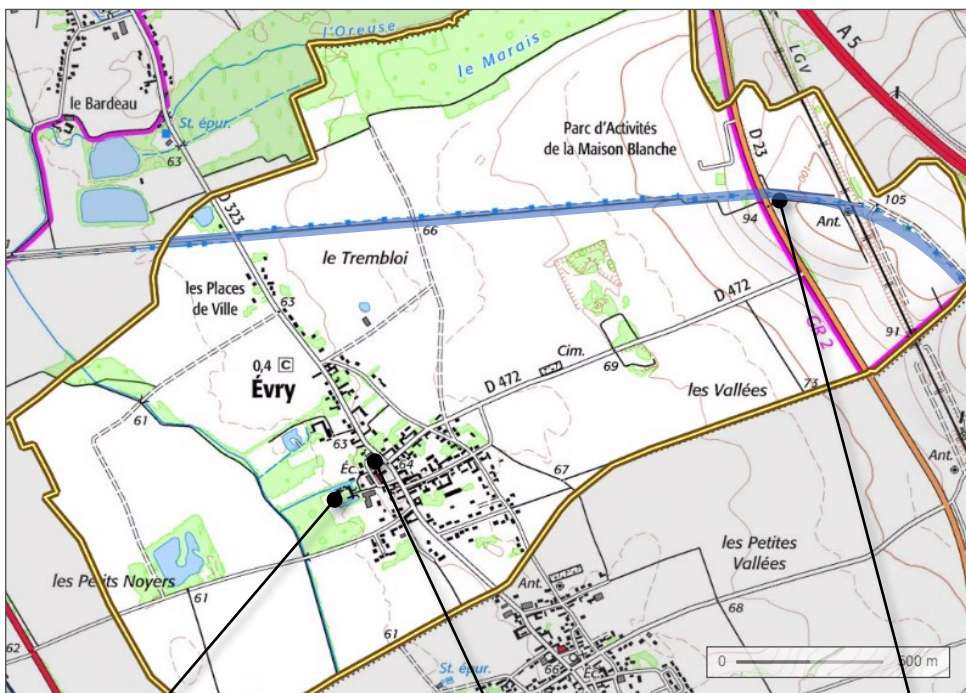 l'Oreuse
A 5
le Marais
LGV
le Bardeau
St. épur.
Parc d'Activités
de la Maison Blanche
D 23
63
100
D 323
105
94
Ant.
66
1
le Trembloi
les Places
de Ville
63
D 472
GR 2
91
Cim.
0,4 C
Évry
D 472
69
les Vallées
73
61
63
Éc.
64
67
Ant.
les Petites
Vallées
les Petits Noyers
61
Ant.
68
62
61
0 500 m
St. épur.
66
Éc.